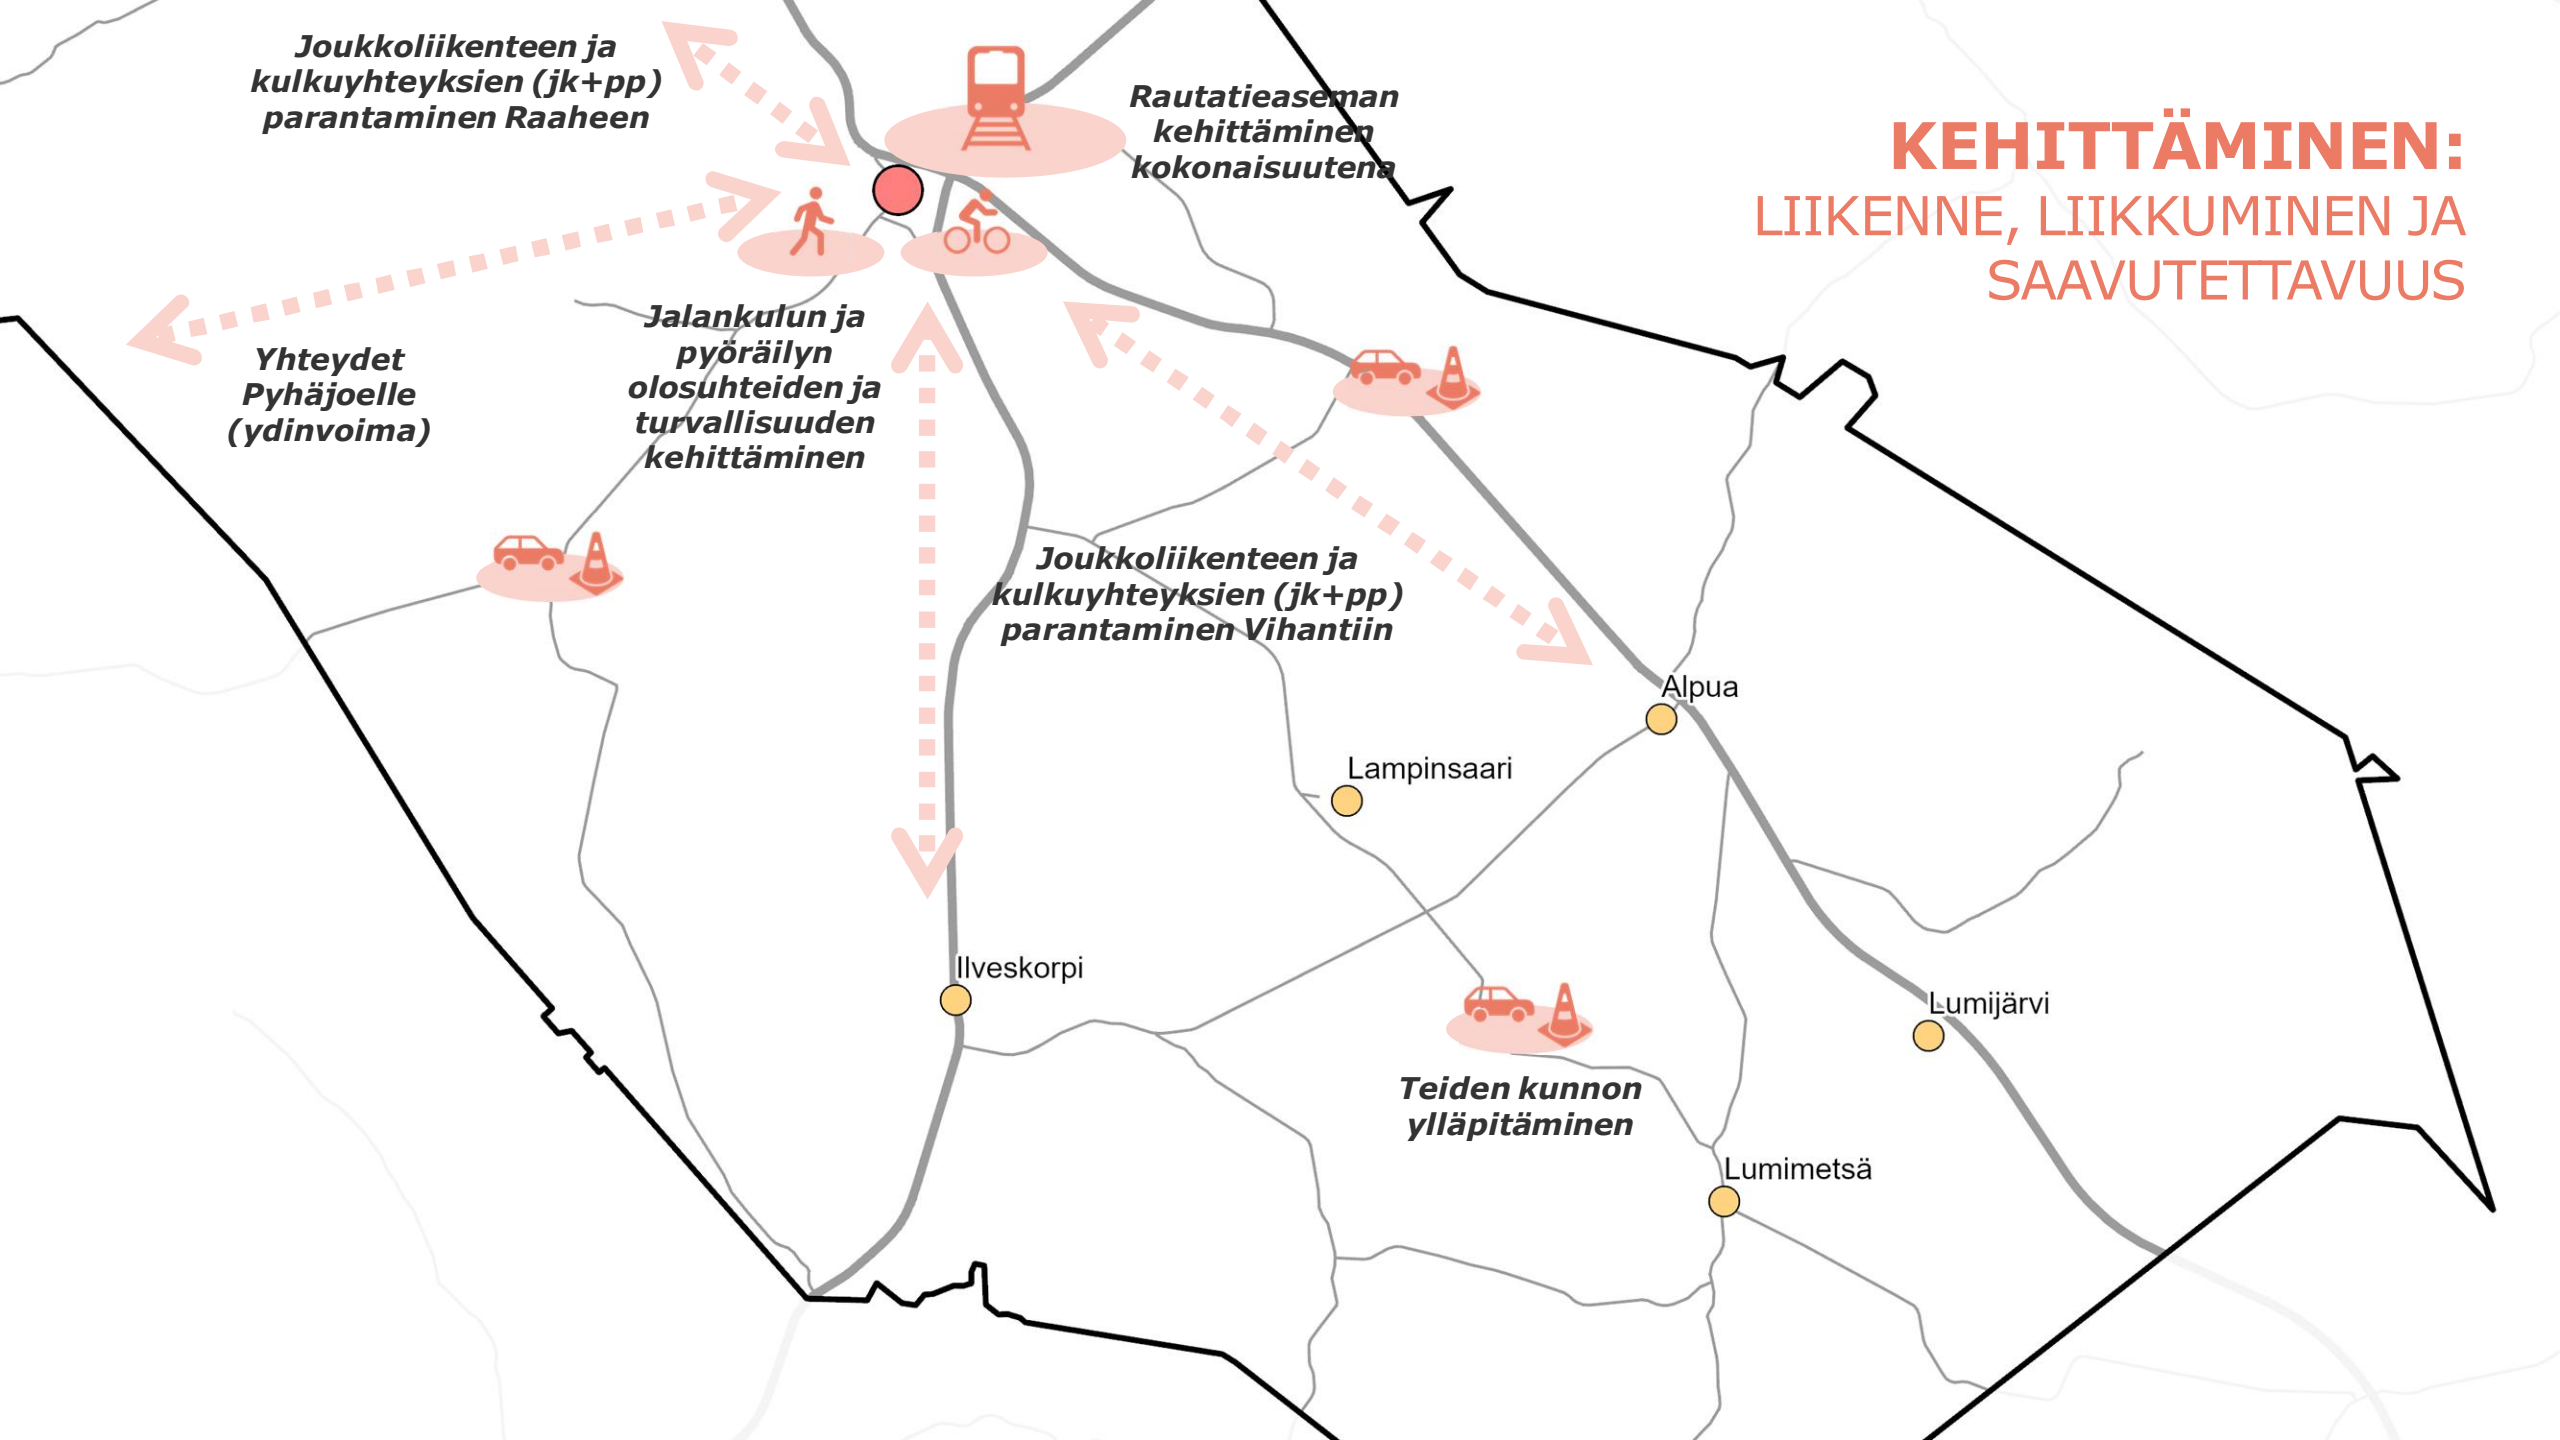 Joukkoliikenteen ja
kulkuyhteyksien (jk+pp)
parantaminen Raaheen
Rautatieaseman
kehittäminen
kokonaisuutena
KEHITTÄMINEN:
LIIKENNE, LIIKKUMINEN JA
SAAVUTETTAVUUS
Yhteydet
Pyhäjoelle
(ydinvoima)
Jalankulun ja
pyöräilyn
olosuhteiden ja
turvallisuuden
kehittäminen
Joukkoliikenteen ja
kulkuyhteyksien (jk+pp)
parantaminen Vihantiin
Alpua
Lampinsaari
Ilveskorpi
Lumijärvi
Teiden kunnon
ylläpitäminen
Lumimetsä